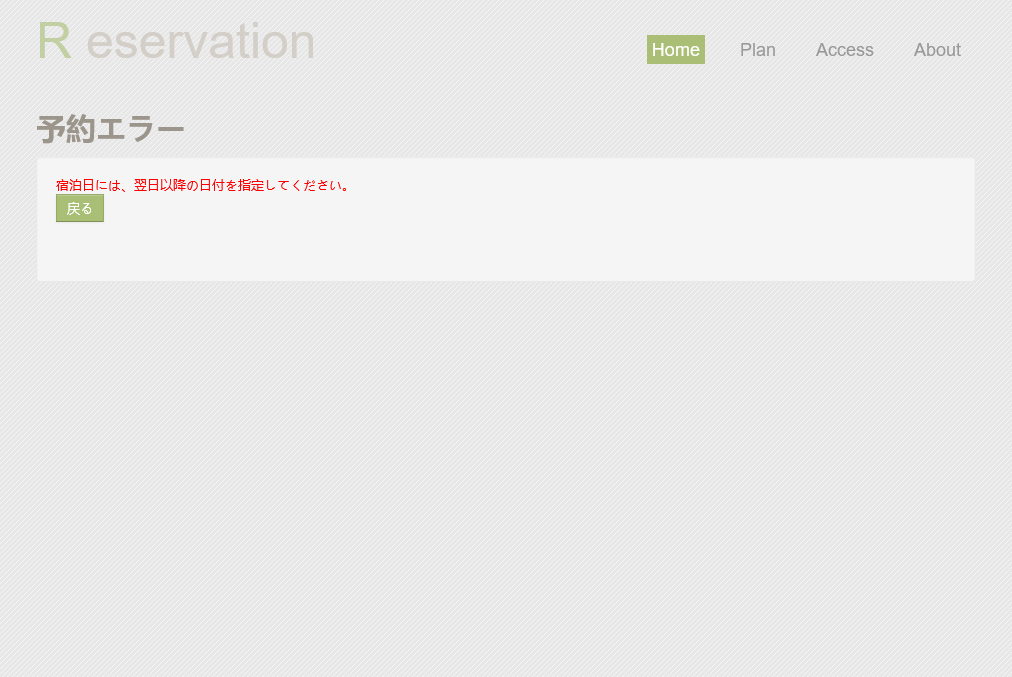 R eservation
Home Plan Access About
予約エラー
宿泊日には、翌日以降の日付を指定してください。
戻る